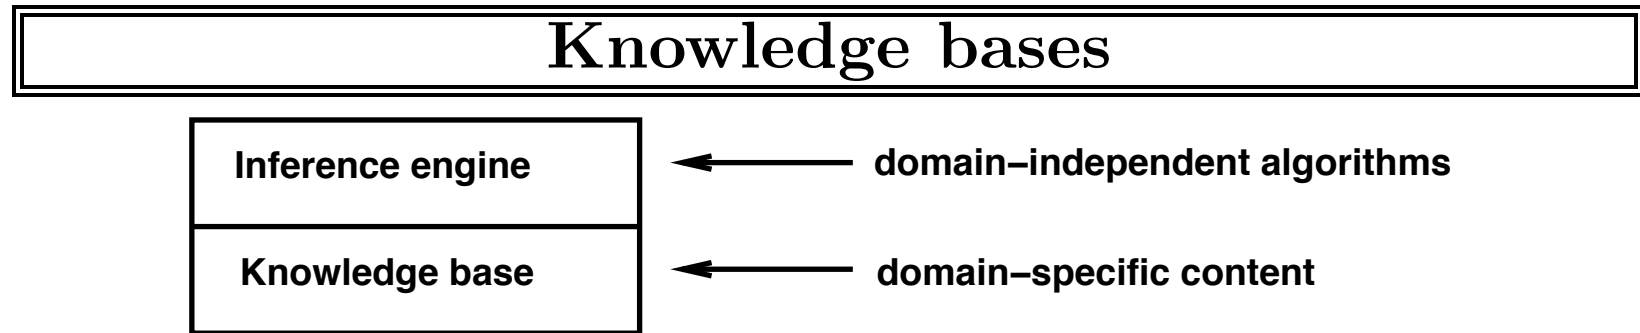 Knowledge bases
Inference engine domain–independent algorithms
Knowledge base domain–specific content